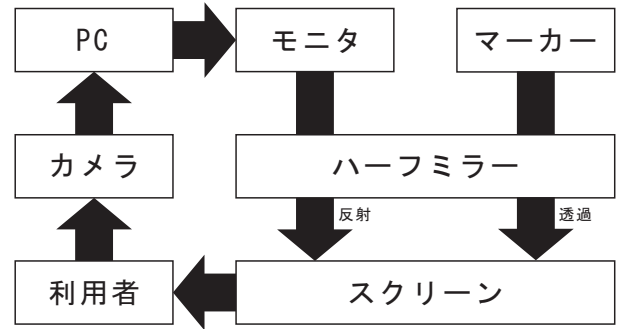 PC
モニタ
マーカー
カメラ
ハーフミラー
反射
透過
利用者
スクリーン